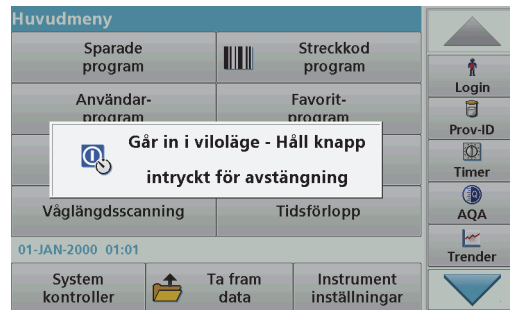 Huvudmeny
Sparade
program
Streckkod
program
Användar-
program
Favorit-
program
Går in i viloläge - Håll knapp
intryckt för avstängning
Våglängdsscanning
Tidsförlopp
01-JAN-2000 01:01
System
kontroller
Ta fram
data
Instrument
inställningar
Login
Prov-ID
Timer
AQA
Trender